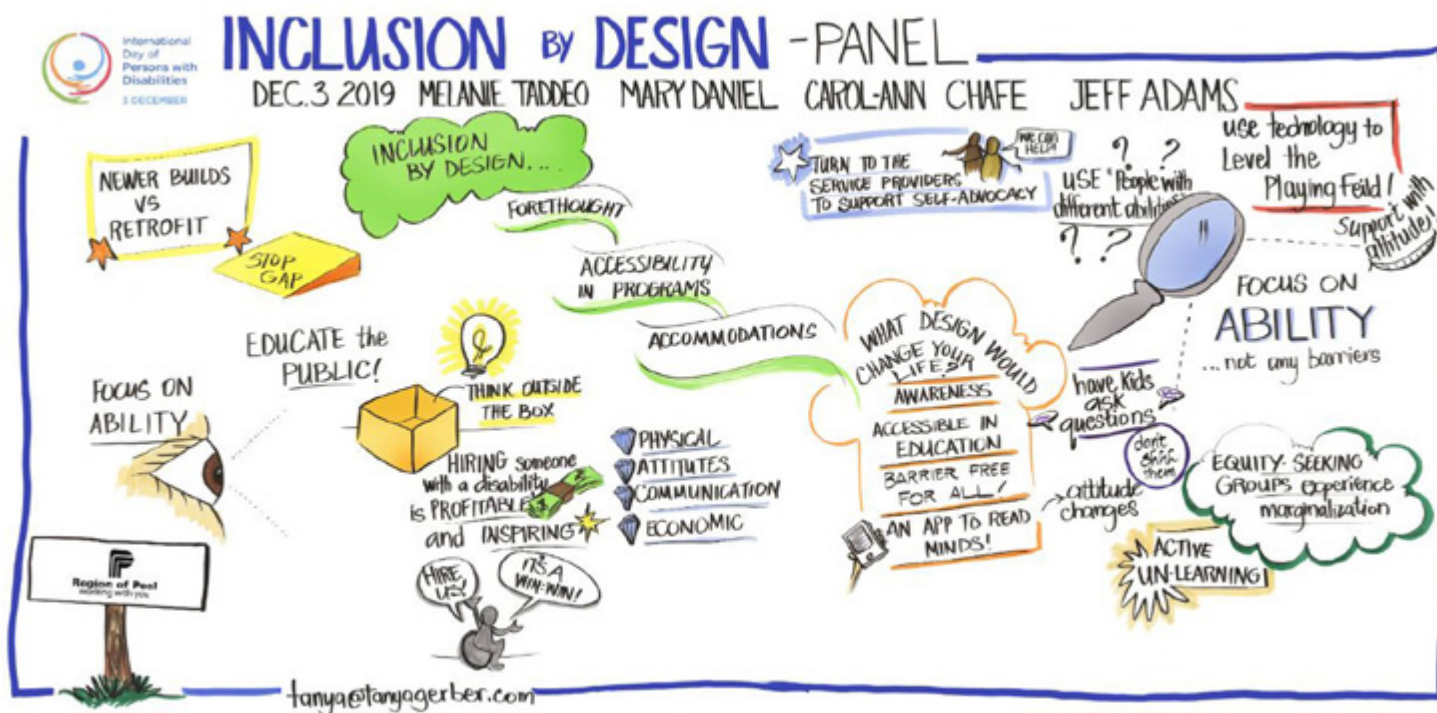 International
Day of
Persons with
Disabilities
3 DECEMBER
INCLUSION BY DESIGN - PANEL
DEC. 3 2019 MELANIE TADDEO MARY DANIEL CAROL-ANN CHAFE JEFF ADAMS
NEWER BUILDS
VS
RETROFIT
STOP
GAP
INCLUSION
BY DESIGN....
FORETHOUGHT
ACCESSIBILITY
IN PROGRAMS
ACCOMMODATIONS
TURN TO THE
SERVICE PROVIDERS
TO SUPPORT SELF-ADVOCACY
WE CAN
HELP!
? ?
USE "People with
different abilities"
? ?
use technology to
Level the
Playing Feild!
Support with
attitude!
FOCUS ON
ABILITY
...not any barriers
FOCUS ON
ABILITY
EDUCATE the
PUBLIC!
THINK OUTSIDE
THE BOX
HIRING someone
with a disability
is PROFITABLE
and INSPIRING
PHYSICAL
ATTITUTES
COMMUNICATION
ECONOMIC
HIRE
US!
IT'S A
WIN-WIN!
WHAT DESIGN WOULD
CHANGE YOUR
LIFE?
AWARENESS
ACCESSIBLE IN
EDUCATION
BARRIER FREE
FOR ALL!
AN APP TO READ
MINDS!
have kids
ask
questions
don't
them
attitude
changes
EQUITY-SEEKING
GROUPS experience
marginalization
ACTIVE
UN-LEARNING!
Region of Peel
working with you
tanya@tanyagerber.com